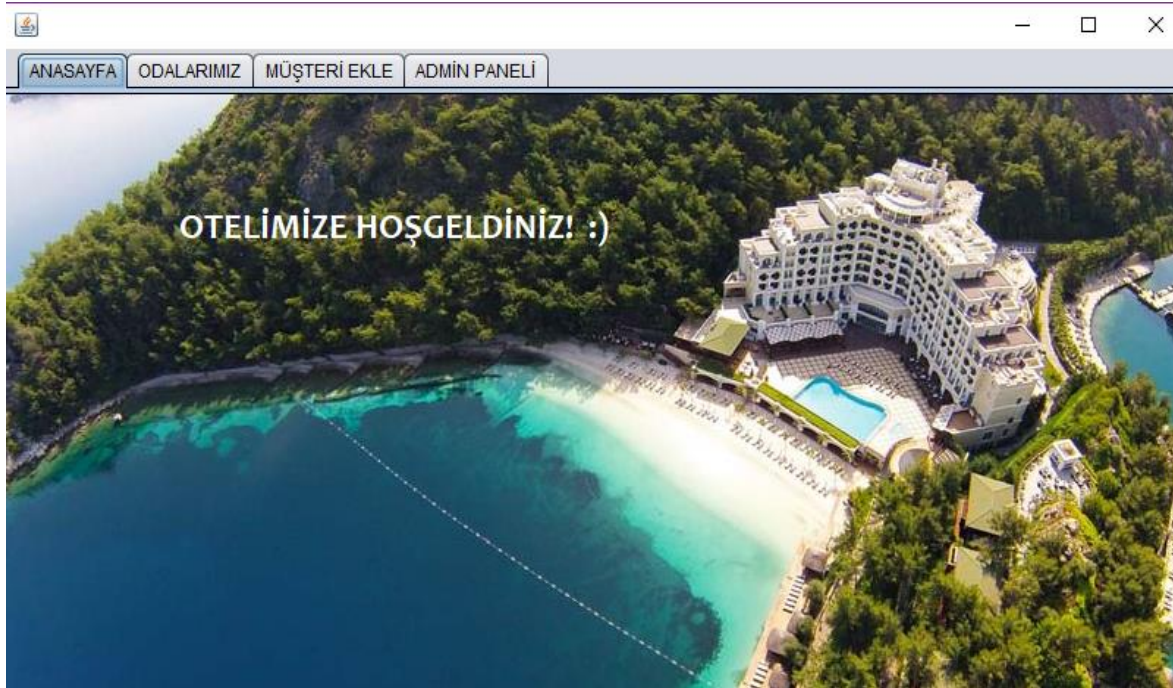 ANASAYFA ODALARIMIZ MÜŞTERİ EKLE ADMİN PANELİ
OTELİMİZE HOŞGELDİNİZ! :)